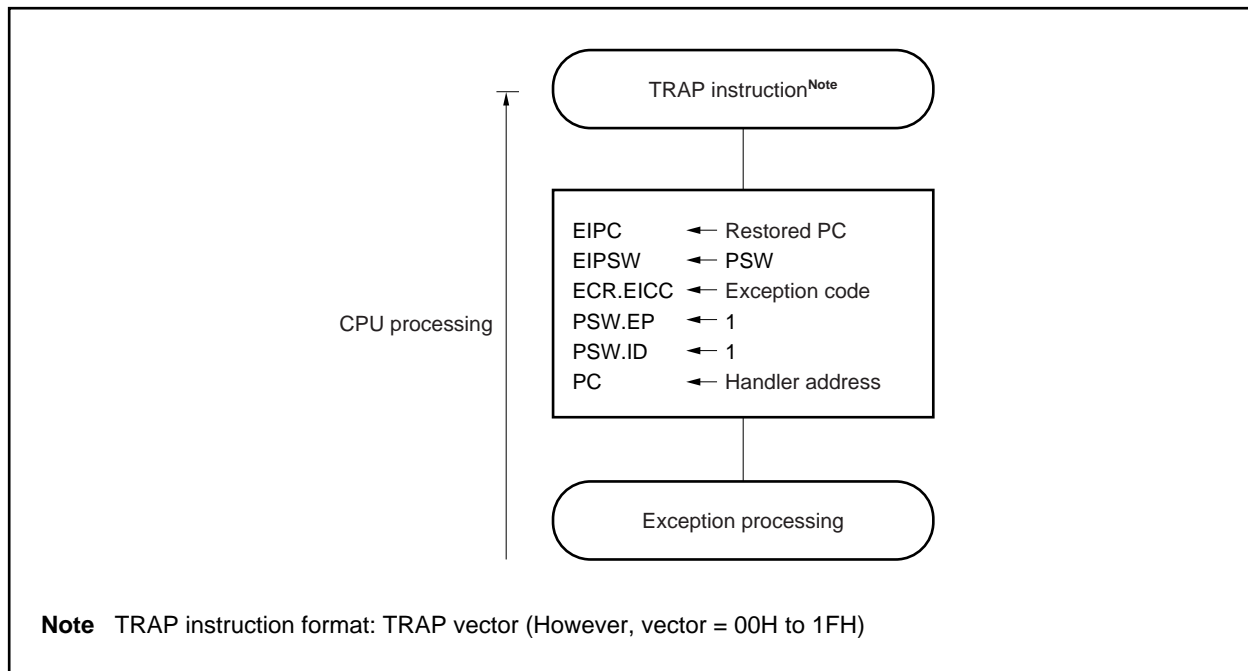 TRAP instructionNote
CPU processing
EIPC ← Restored PC
EIPSW ← PSW
ECR.EICC ← Exception code
PSW.EP ← 1
PSW.ID ← 1
PC ← Handler address
Exception processing
Note TRAP instruction format: TRAP vector (However, vector = 00H to 1FH)